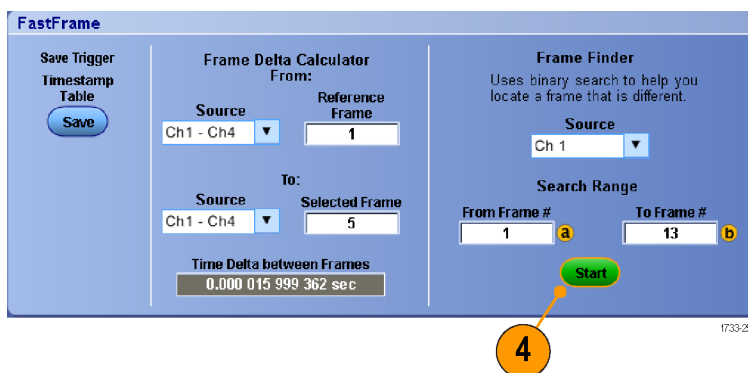 FastFrame
Save Trigger
Timestamp
Table
Save
Frame Delta Calculator
From:
Source
Reference
Frame
Ch1 - Ch4
1
To:
Source
Selected Frame
Ch1 - Ch4
5
Time Delta between Frames
0.000 015 999 362 sec
Frame Finder
Uses binary search to help you
locate a frame that is different.
Source
Ch 1
Search Range
From Frame #
To Frame #
1
a
13
b
Start
4